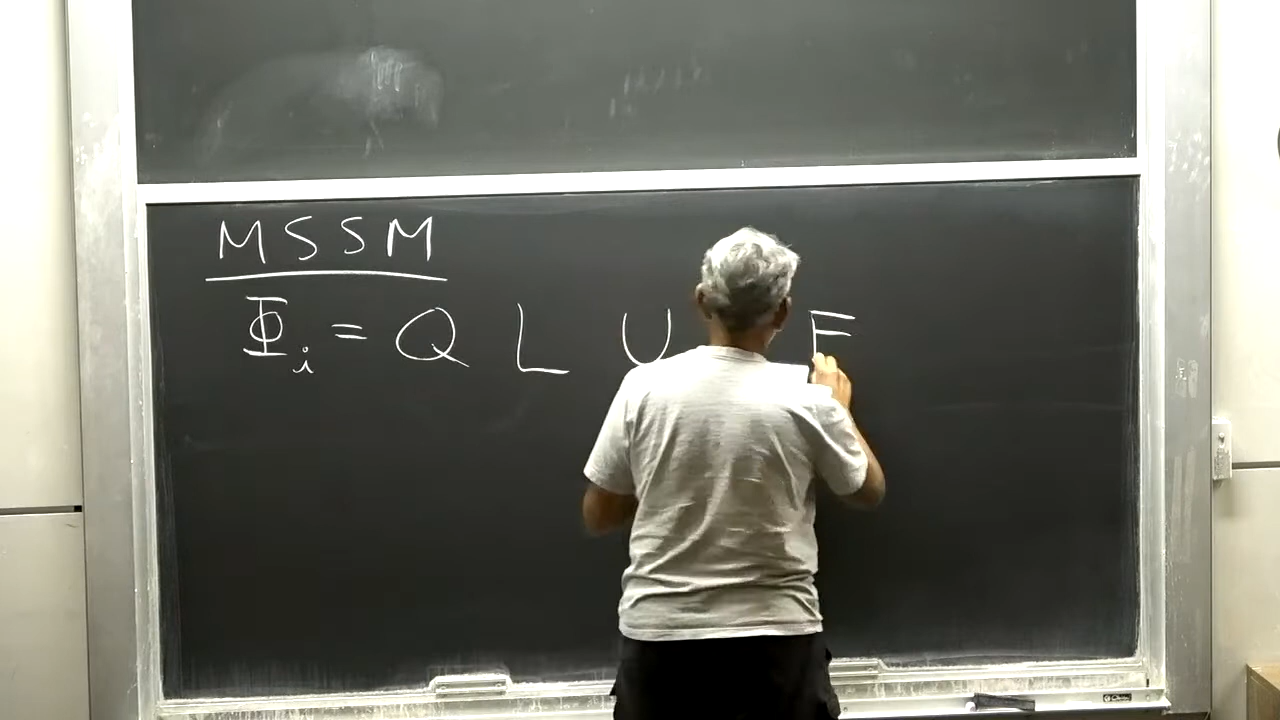 MSSM
Φᵢ = Q L U F